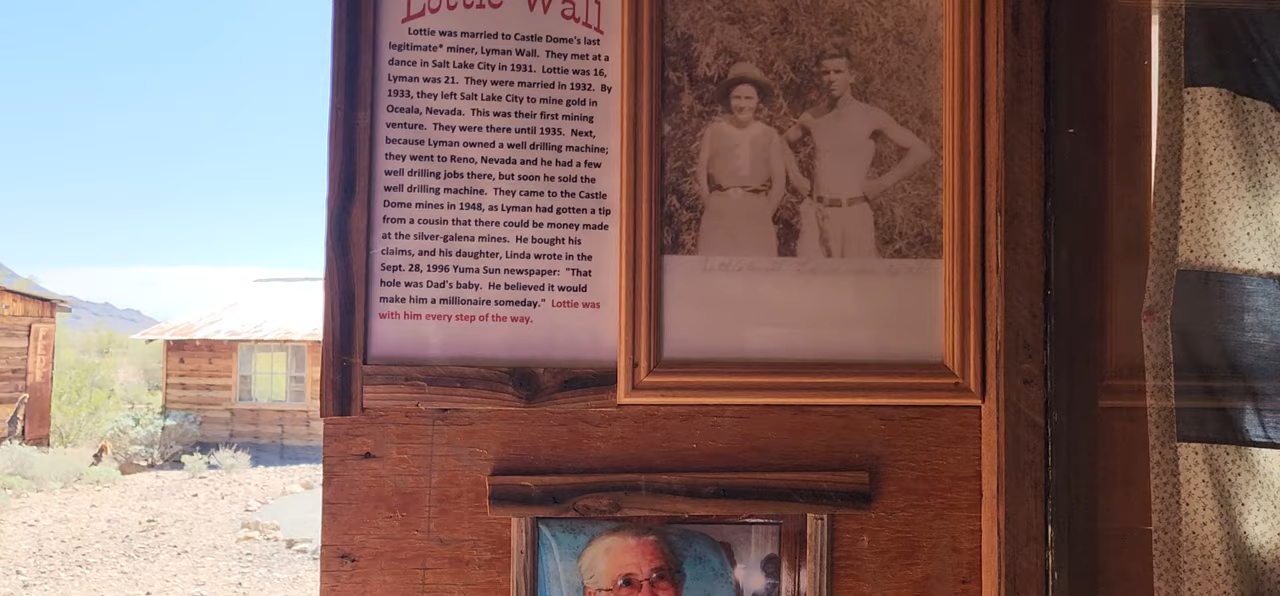 Lottie Wall
Lottie was married to Castle Dome's last
legitimate* miner, Lyman Wall. They met at a
dance in Salt Lake City in 1931. Lottie was 16,
Lyman was 21. They were married in 1932. By
1933, they left Salt Lake City to mine gold in
Oceala, Nevada. This was their first mining
venture. They were there until 1935. Next,
because Lyman owned a well drilling machine;
they went to Reno, Nevada and he had a few
well drilling jobs there, but soon he sold the
well drilling machine. They came to the Castle
Dome mines in 1948, as Lyman had gotten a tip
from a cousin that there could be money made
at the silver-galena mines. He bought his
claims, and his daughter, Linda wrote in the
Sept. 28, 1996 Yuma Sun newspaper: "That
hole was Dad's baby. He believed it would
make him a millionaire someday." Lottie was
with him every step of the way.